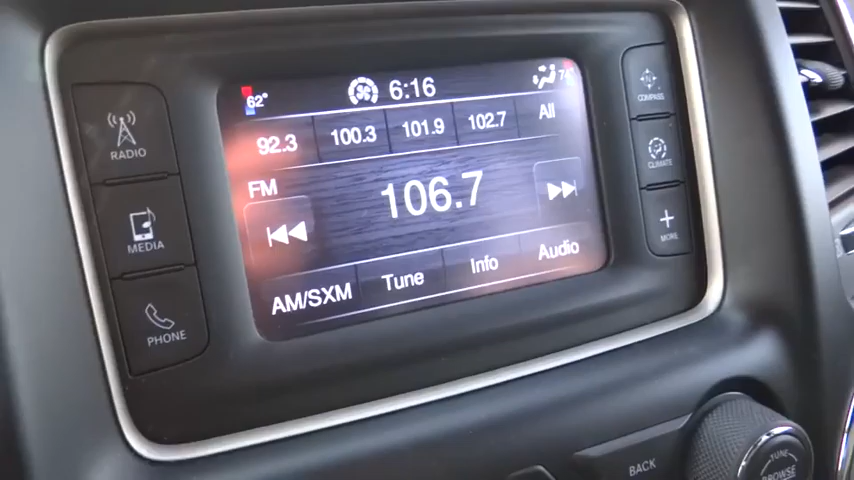 62° 6:16 74°
92.3 100.3 101.9 102.7 All
FM
106.7
AM/SXM Tune Info Audio
RADIO
MEDIA
PHONE
N
COMPASS
CLIMATE
+
MORE
BACK
TUNE
BROWSE